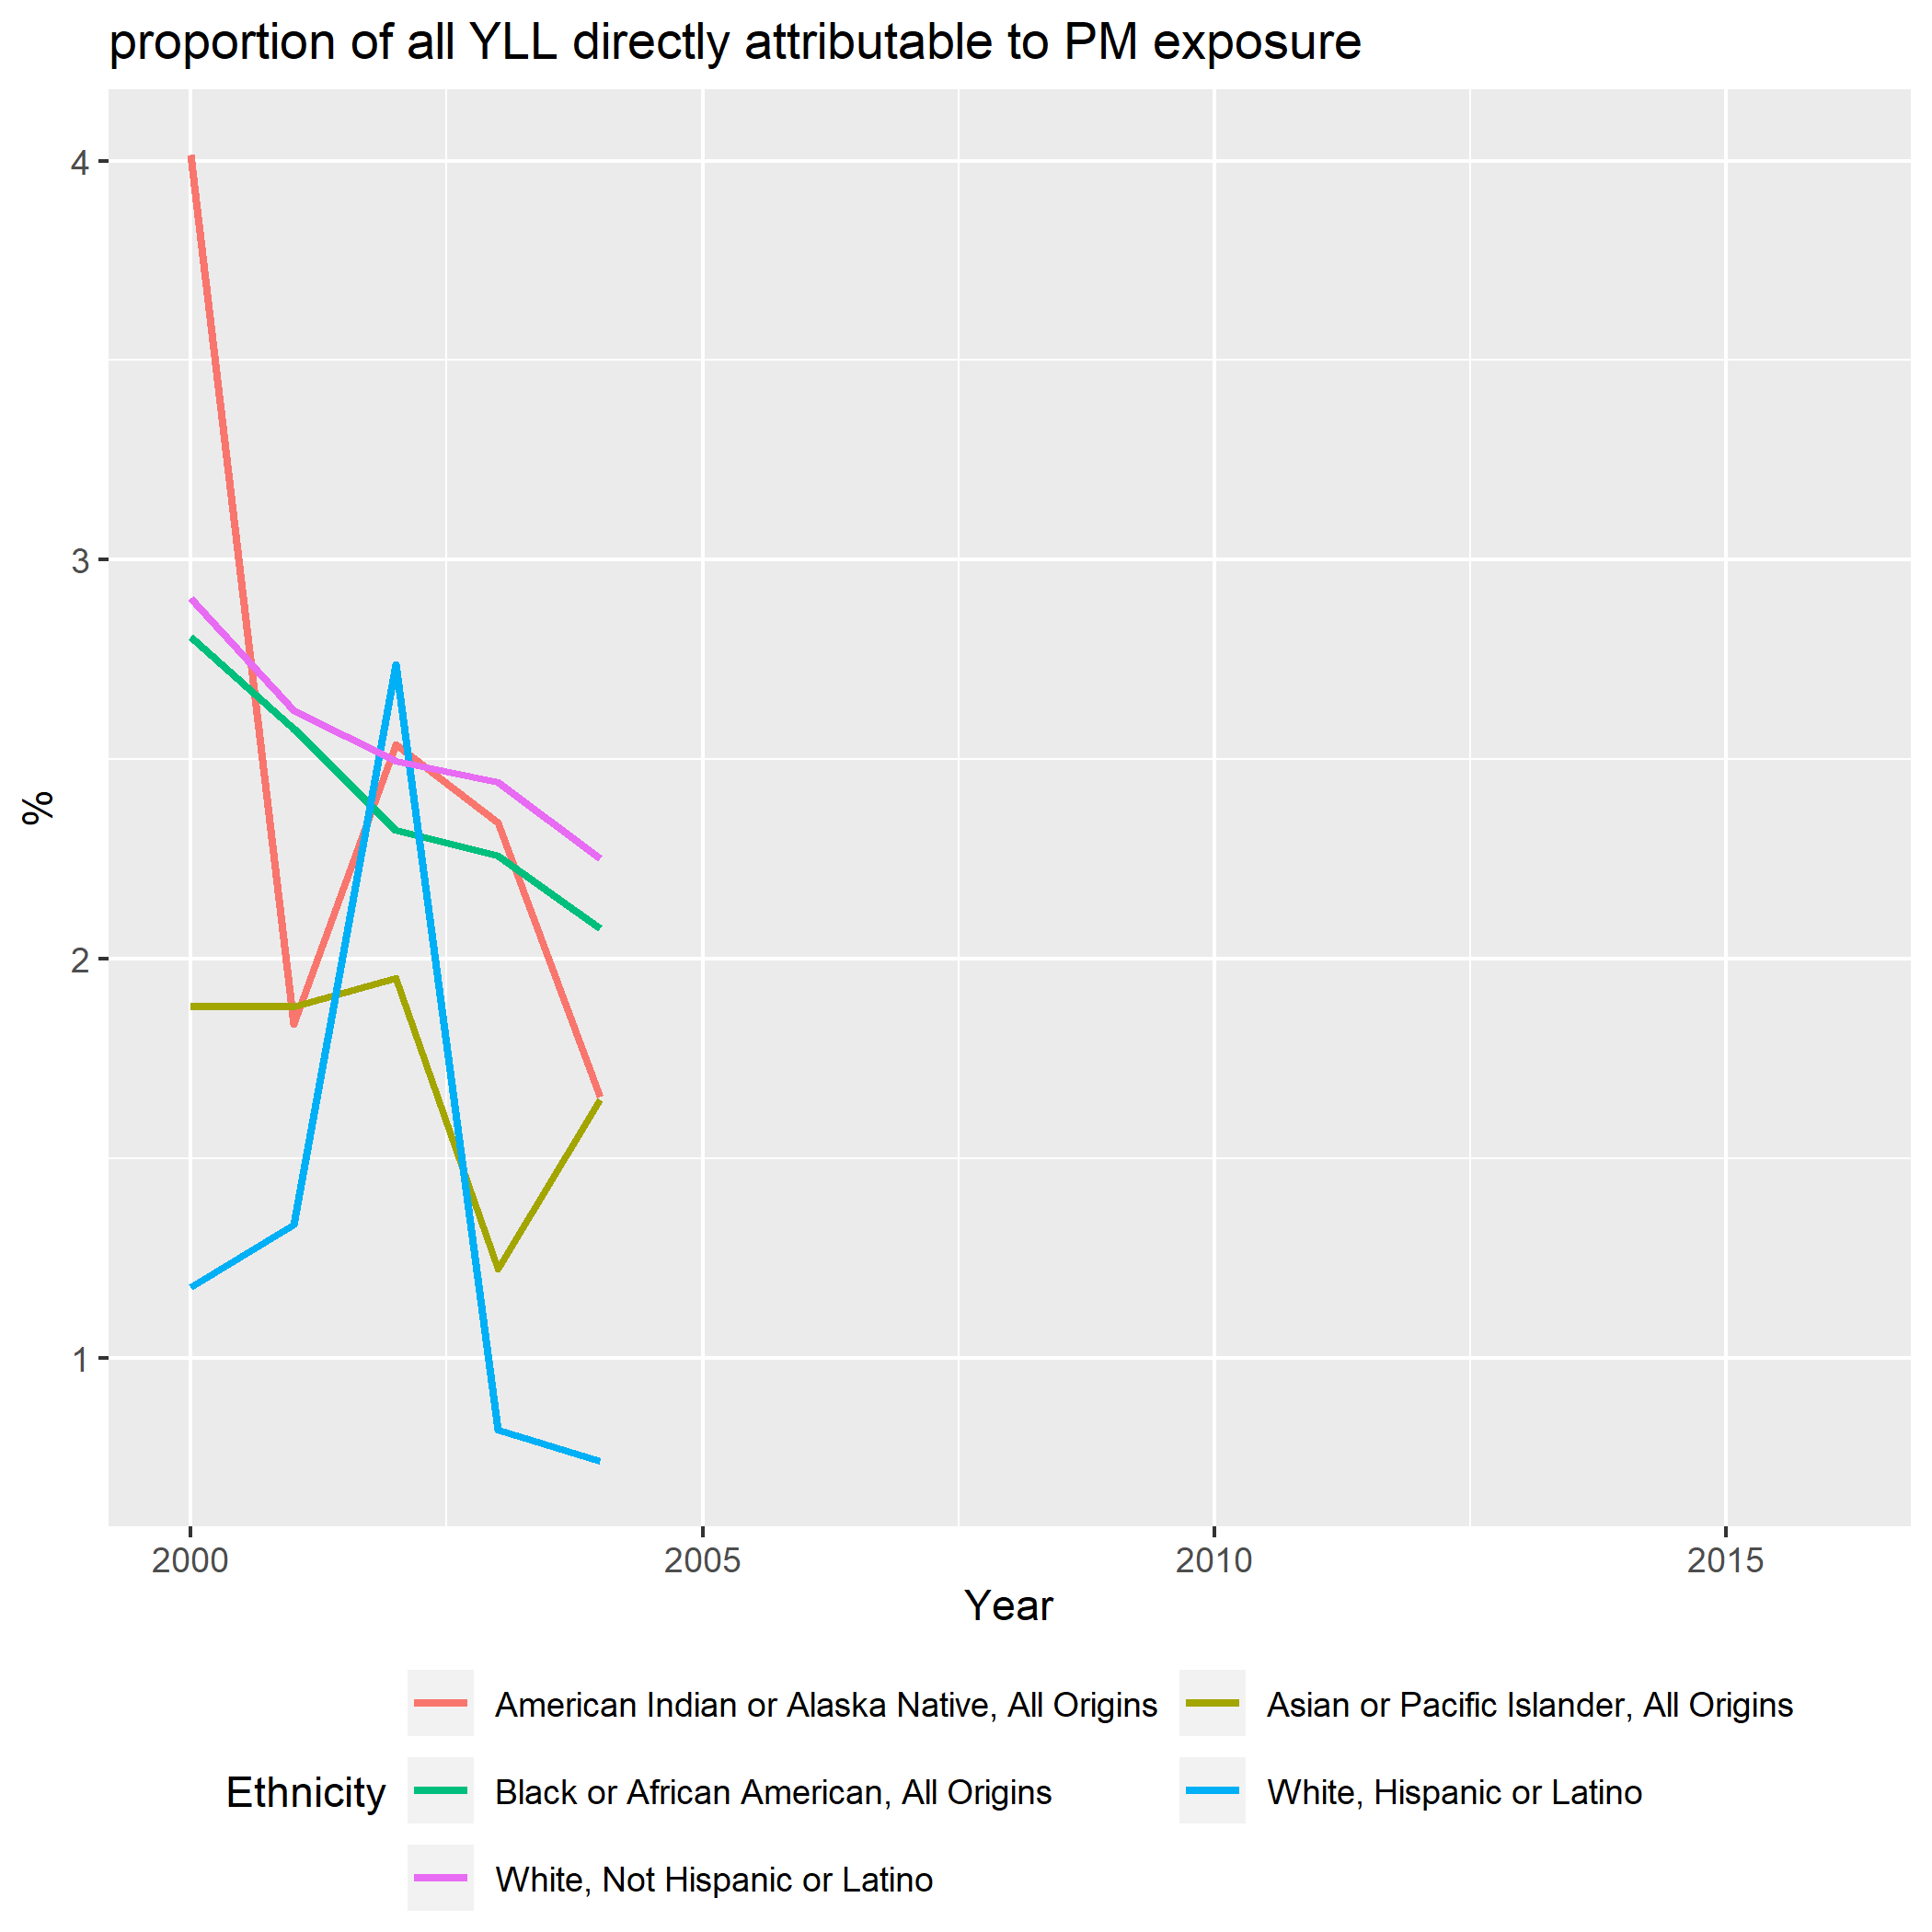 proportion of all YLL directly attributable to PM exposure
4
3
2
1
%
2000 2005 2010 2015
Year
Ethnicity
American Indian or Alaska Native, All Origins
Asian or Pacific Islander, All Origins
Black or African American, All Origins
White, Hispanic or Latino
White, Not Hispanic or Latino